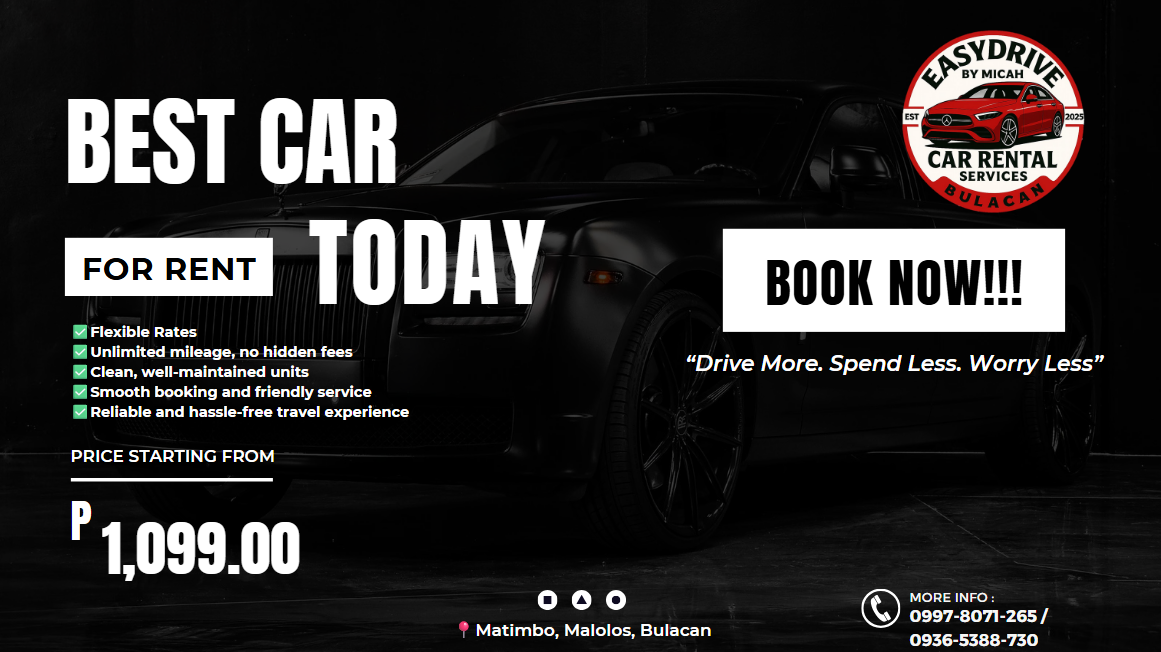 BEST CAR
TODAY
FOR RENT
✅Flexible Rates
✅Unlimited mileage, no hidden fees
✅Clean, well-maintained units
✅Smooth booking and friendly service
✅Reliable and hassle-free travel experience
PRICE STARTING FROM
P
1,099.00
EASYDRIVE
BY MICAH
EST 2025
CAR RENTAL
SERVICES
BULACAN
BOOK NOW!!!
“Drive More. Spend Less. Worry Less”
📍Matimbo, Malolos, Bulacan
MORE INFO :
0997-8071-265 /
0936-5388-730